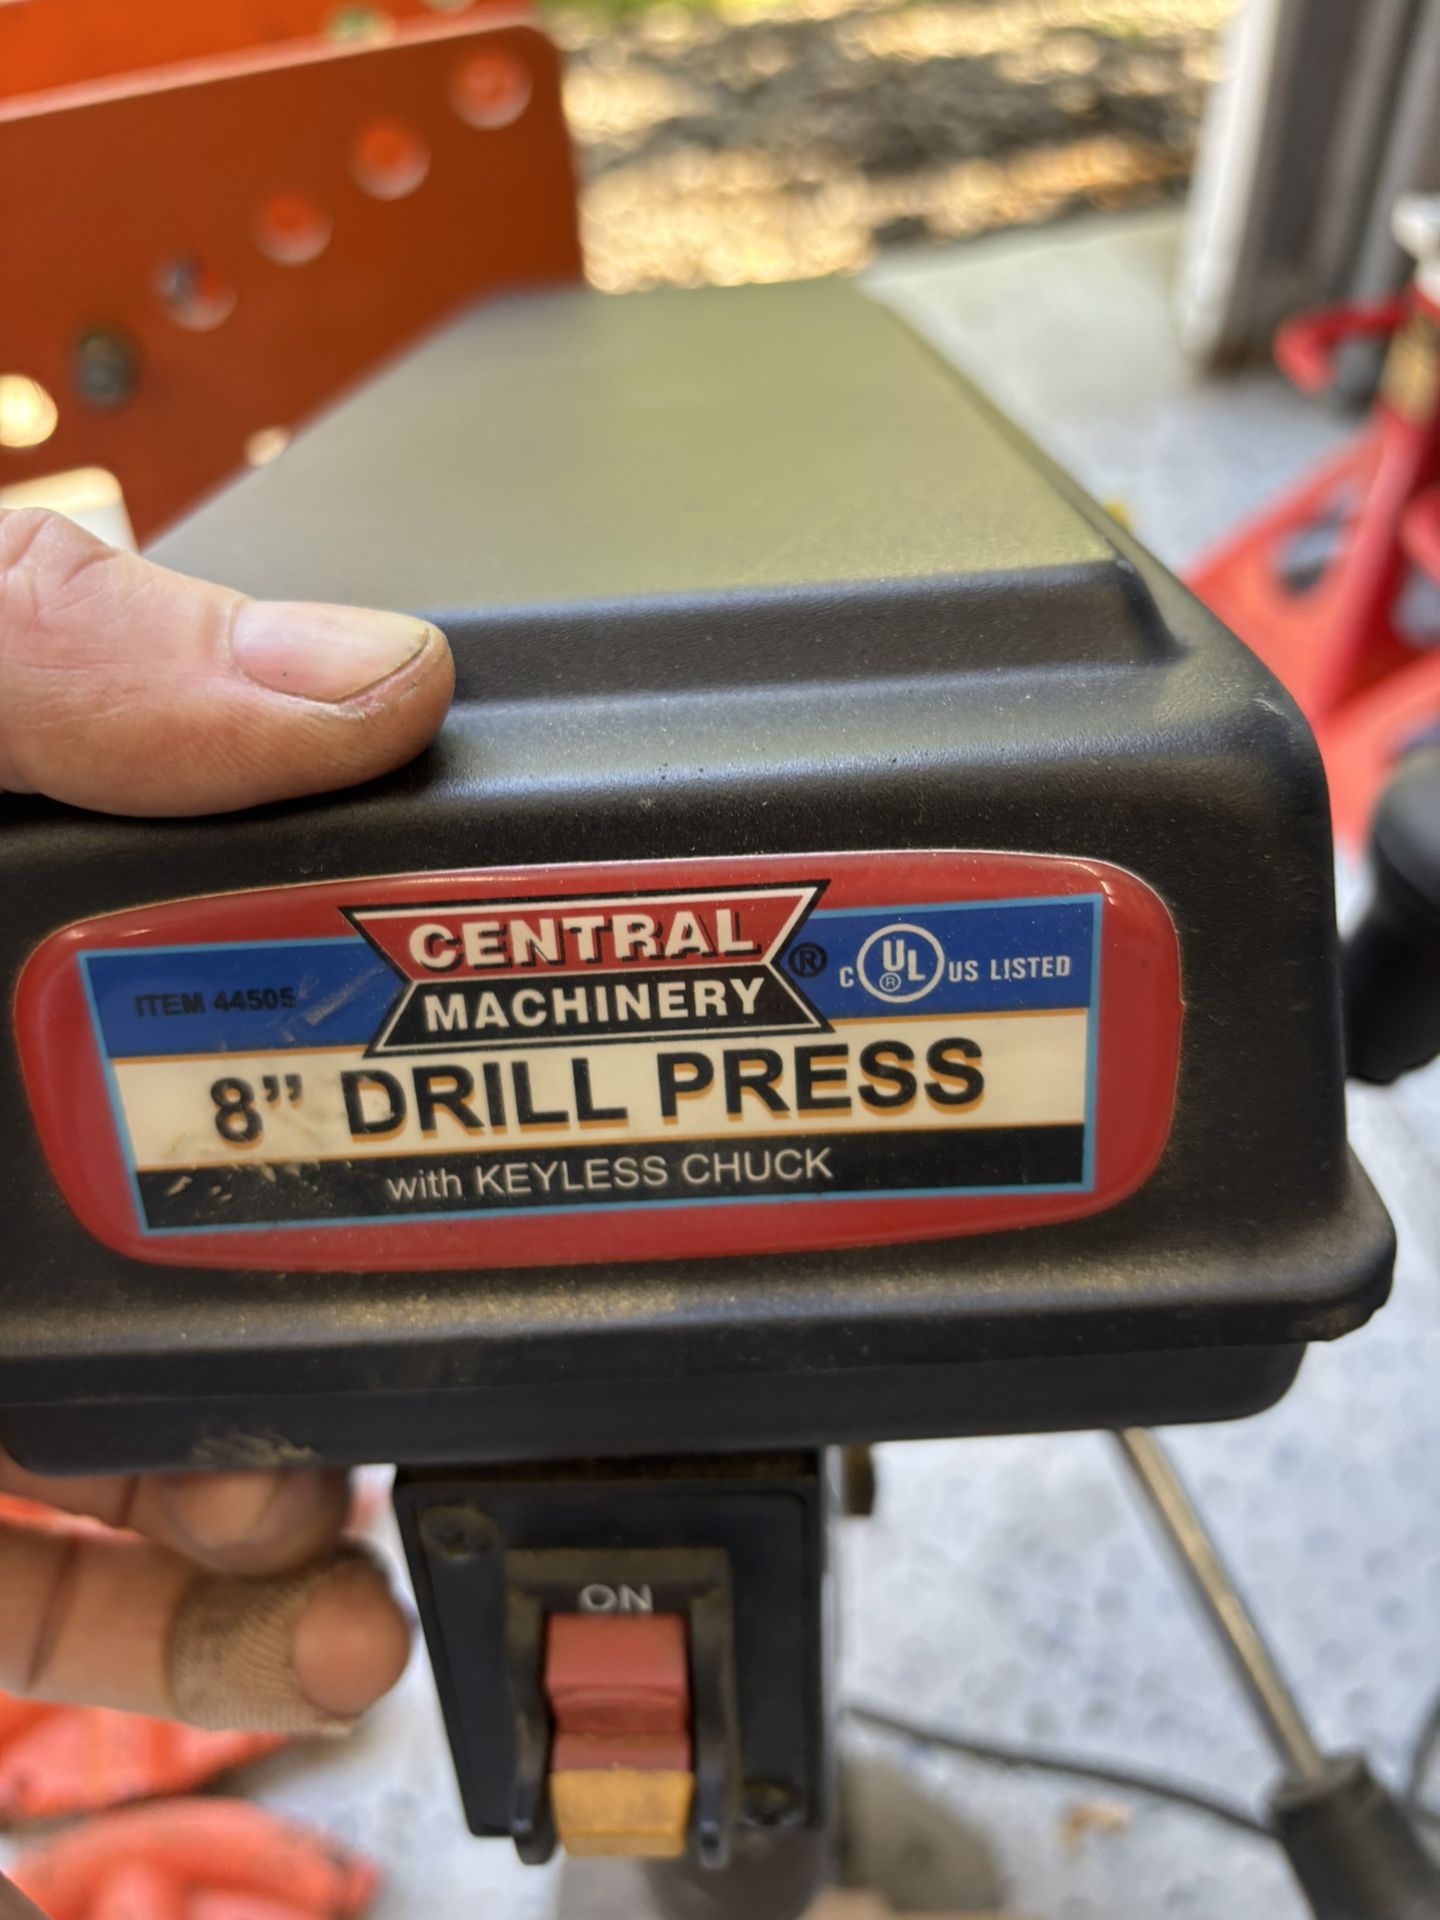 CENTRAL
MACHINERY ®
ITEM 44505
C UL ® US LISTED
8” DRILL PRESS
with KEYLESS CHUCK
ON